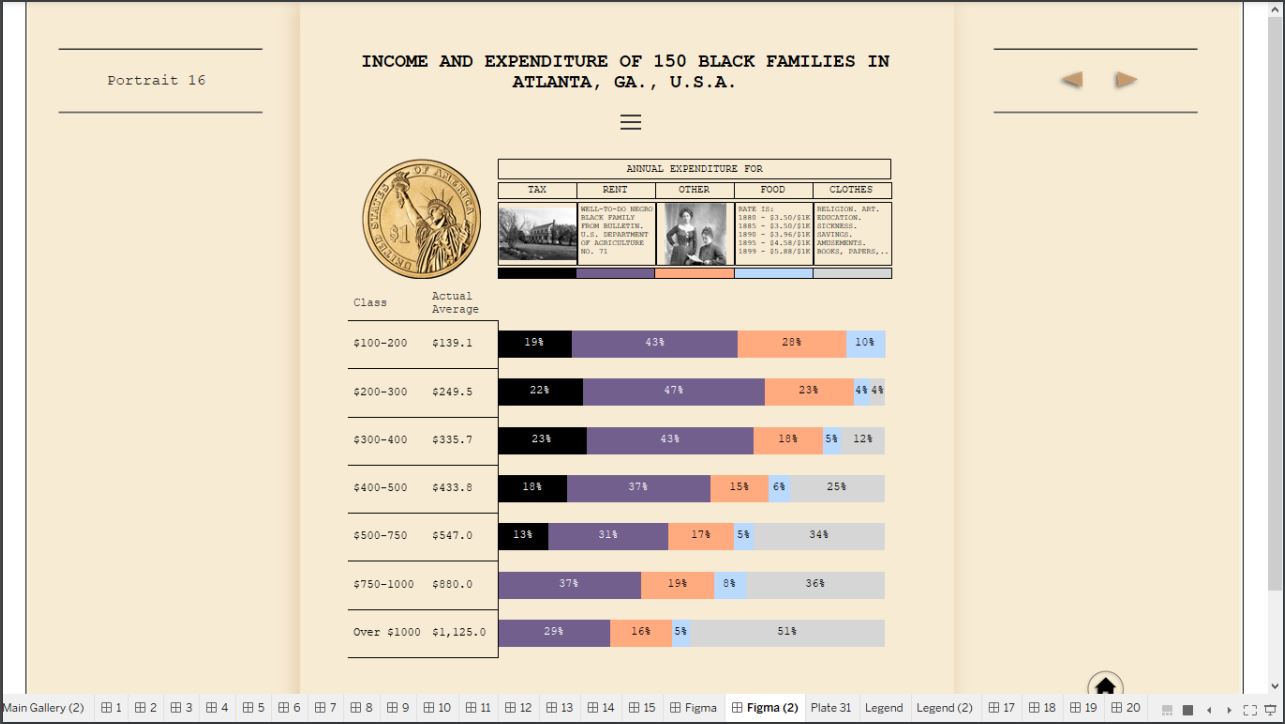 Portrait 16
INCOME AND EXPENDITURE OF 150 BLACK FAMILIES IN
ATLANTA, GA., U.S.A.
UNITED STATES OF AMERICA
$1
ANNUAL EXPENDITURE FOR
TAX RENT OTHER FOOD CLOTHES
WELL-TO-DO NEGRO
BLACK FAMILY
FROM BULLETIN.
U.S. DEPARTMENT
OF AGRICULTURE
NO. 71
RATE IS:
1880 - $3.50/$1K
1885 - $3.50/$1K
1890 - $3.96/$1K
1895 - $4.58/$1K
1899 - $5.88/$1K
RELIGION. ART.
EDUCATION.
SICKNESS.
SAVINGS.
AMUSEMENTS.
BOOKS, PAPERS,..
Class Actual
Average
$100-200 $139.1 19% 43% 28% 10%
$200-300 $249.5 22% 47% 23% 4% 4%
$300-400 $335.7 23% 43% 18% 5% 12%
$400-500 $433.8 18% 37% 15% 6% 25%
$500-750 $547.0 13% 31% 17% 5% 34%
$750-1000 $880.0 37% 19% 8% 36%
Over $1000 $1,125.0 29% 16% 5% 51%
Main Gallery (2) 1 2 3 4 5 6 7 8 9 10 11 12 13 14 15 Figma Figma (2) Plate 31 Legend Legend (2) 17 18 19 20